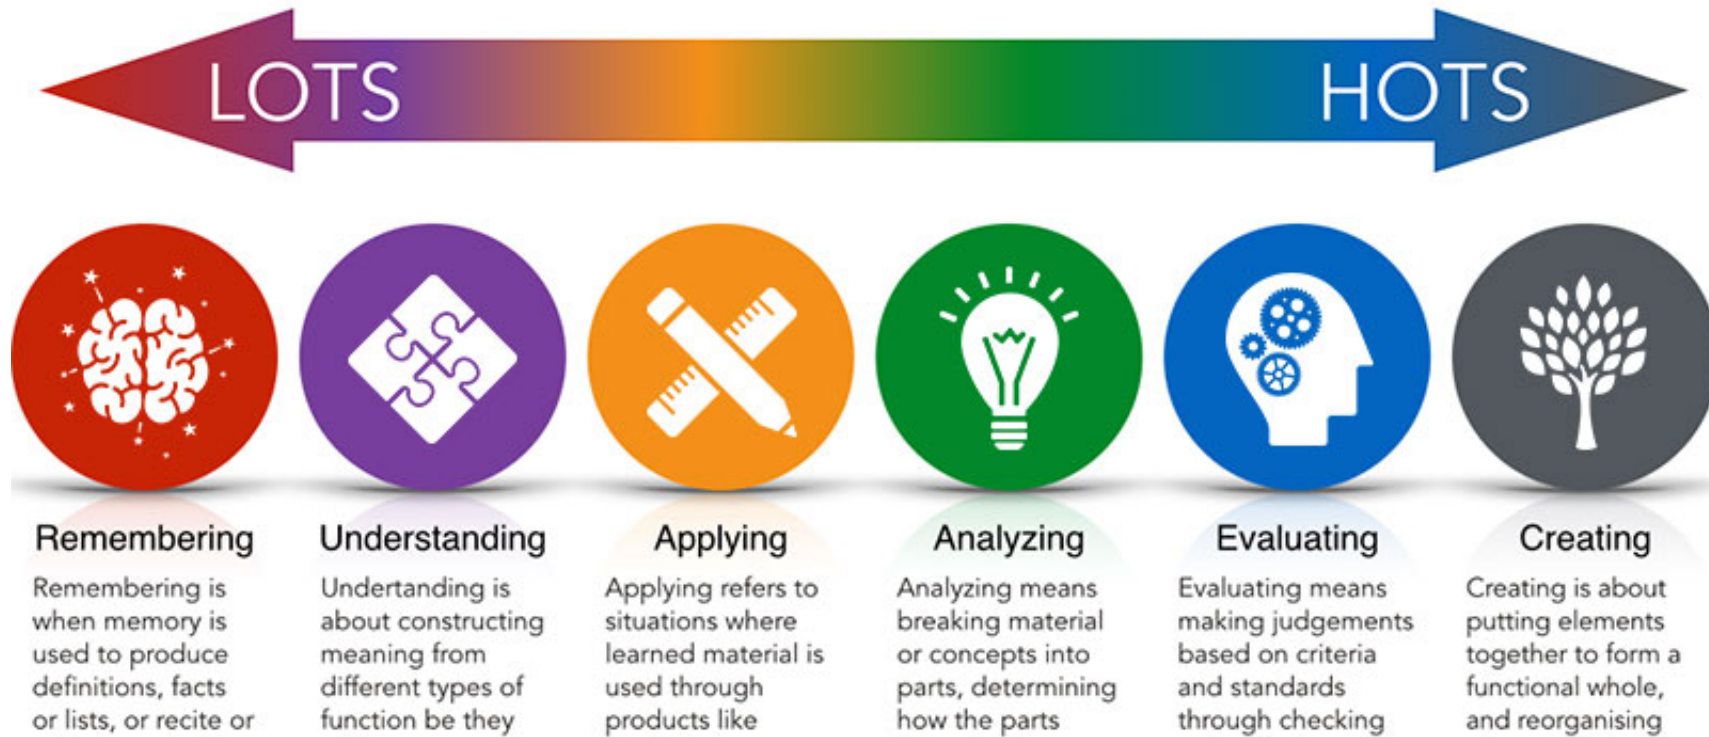 LOTS
HOTS
Remembering
Remembering is
when memory is
used to produce
definitions, facts
or lists, or recite or
Understanding
Undertanding is
about constructing
meaning from
different types of
function be they
Applying
Applying refers to
situations where
learned material is
used through
products like
Analyzing
Analyzing means
breaking material
or concepts into
parts, determining
how the parts
Evaluating
Evaluating means
making judgements
based on criteria
and standards
through checking
Creating
Creating is about
putting elements
together to form a
functional whole,
and reorganising